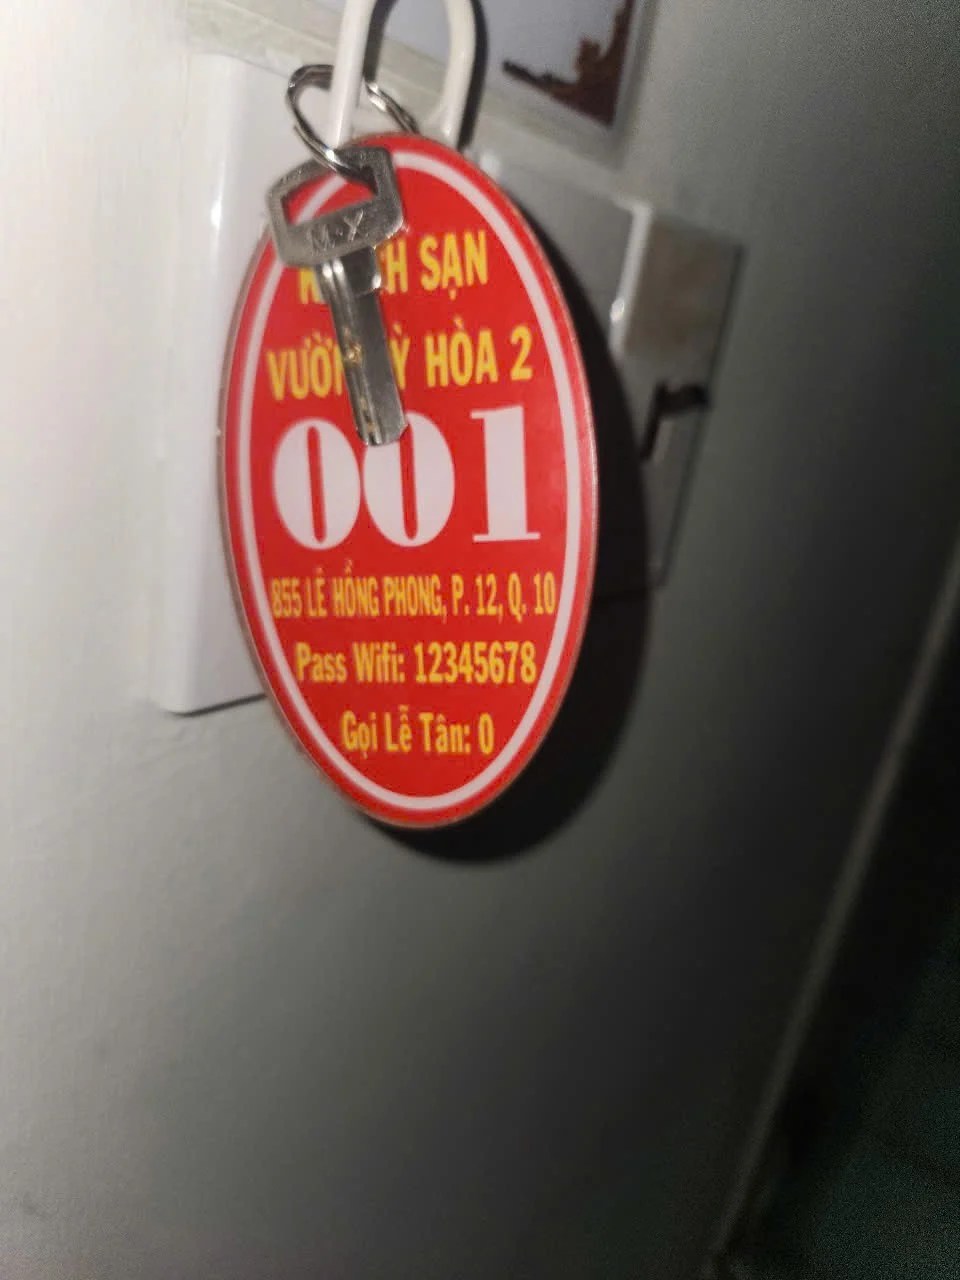 M·Y
SẠN
HÒA 2
001
855 LÊ HỒNG PHONG, P. 12, Q. 10
Pass Wifi: 12345678
Gọi Lễ Tân: 0